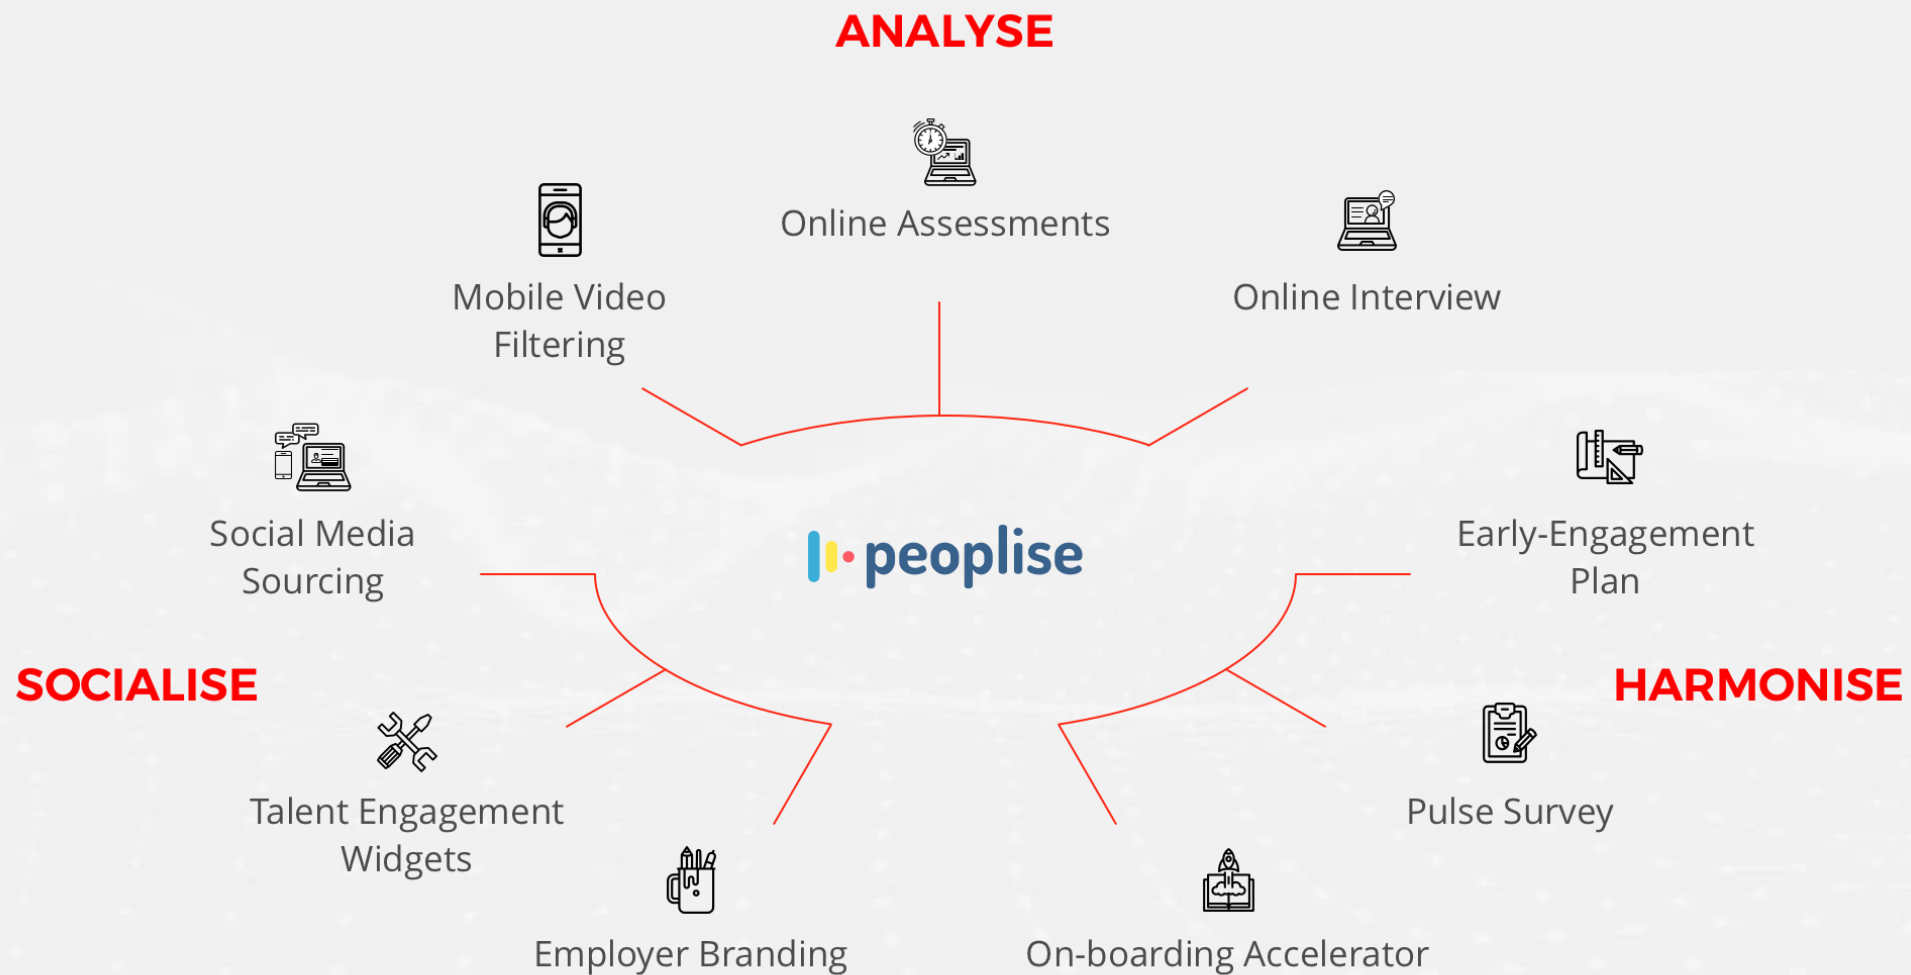 ANALYSE
Online Assessments
Mobile Video
Filtering
Online Interview
Social Media
Sourcing
peoplise
Early-Engagement
Plan
SOCIALISE
HARMONISE
Talent Engagement
Widgets
Pulse Survey
Employer Branding
On-boarding Accelerator